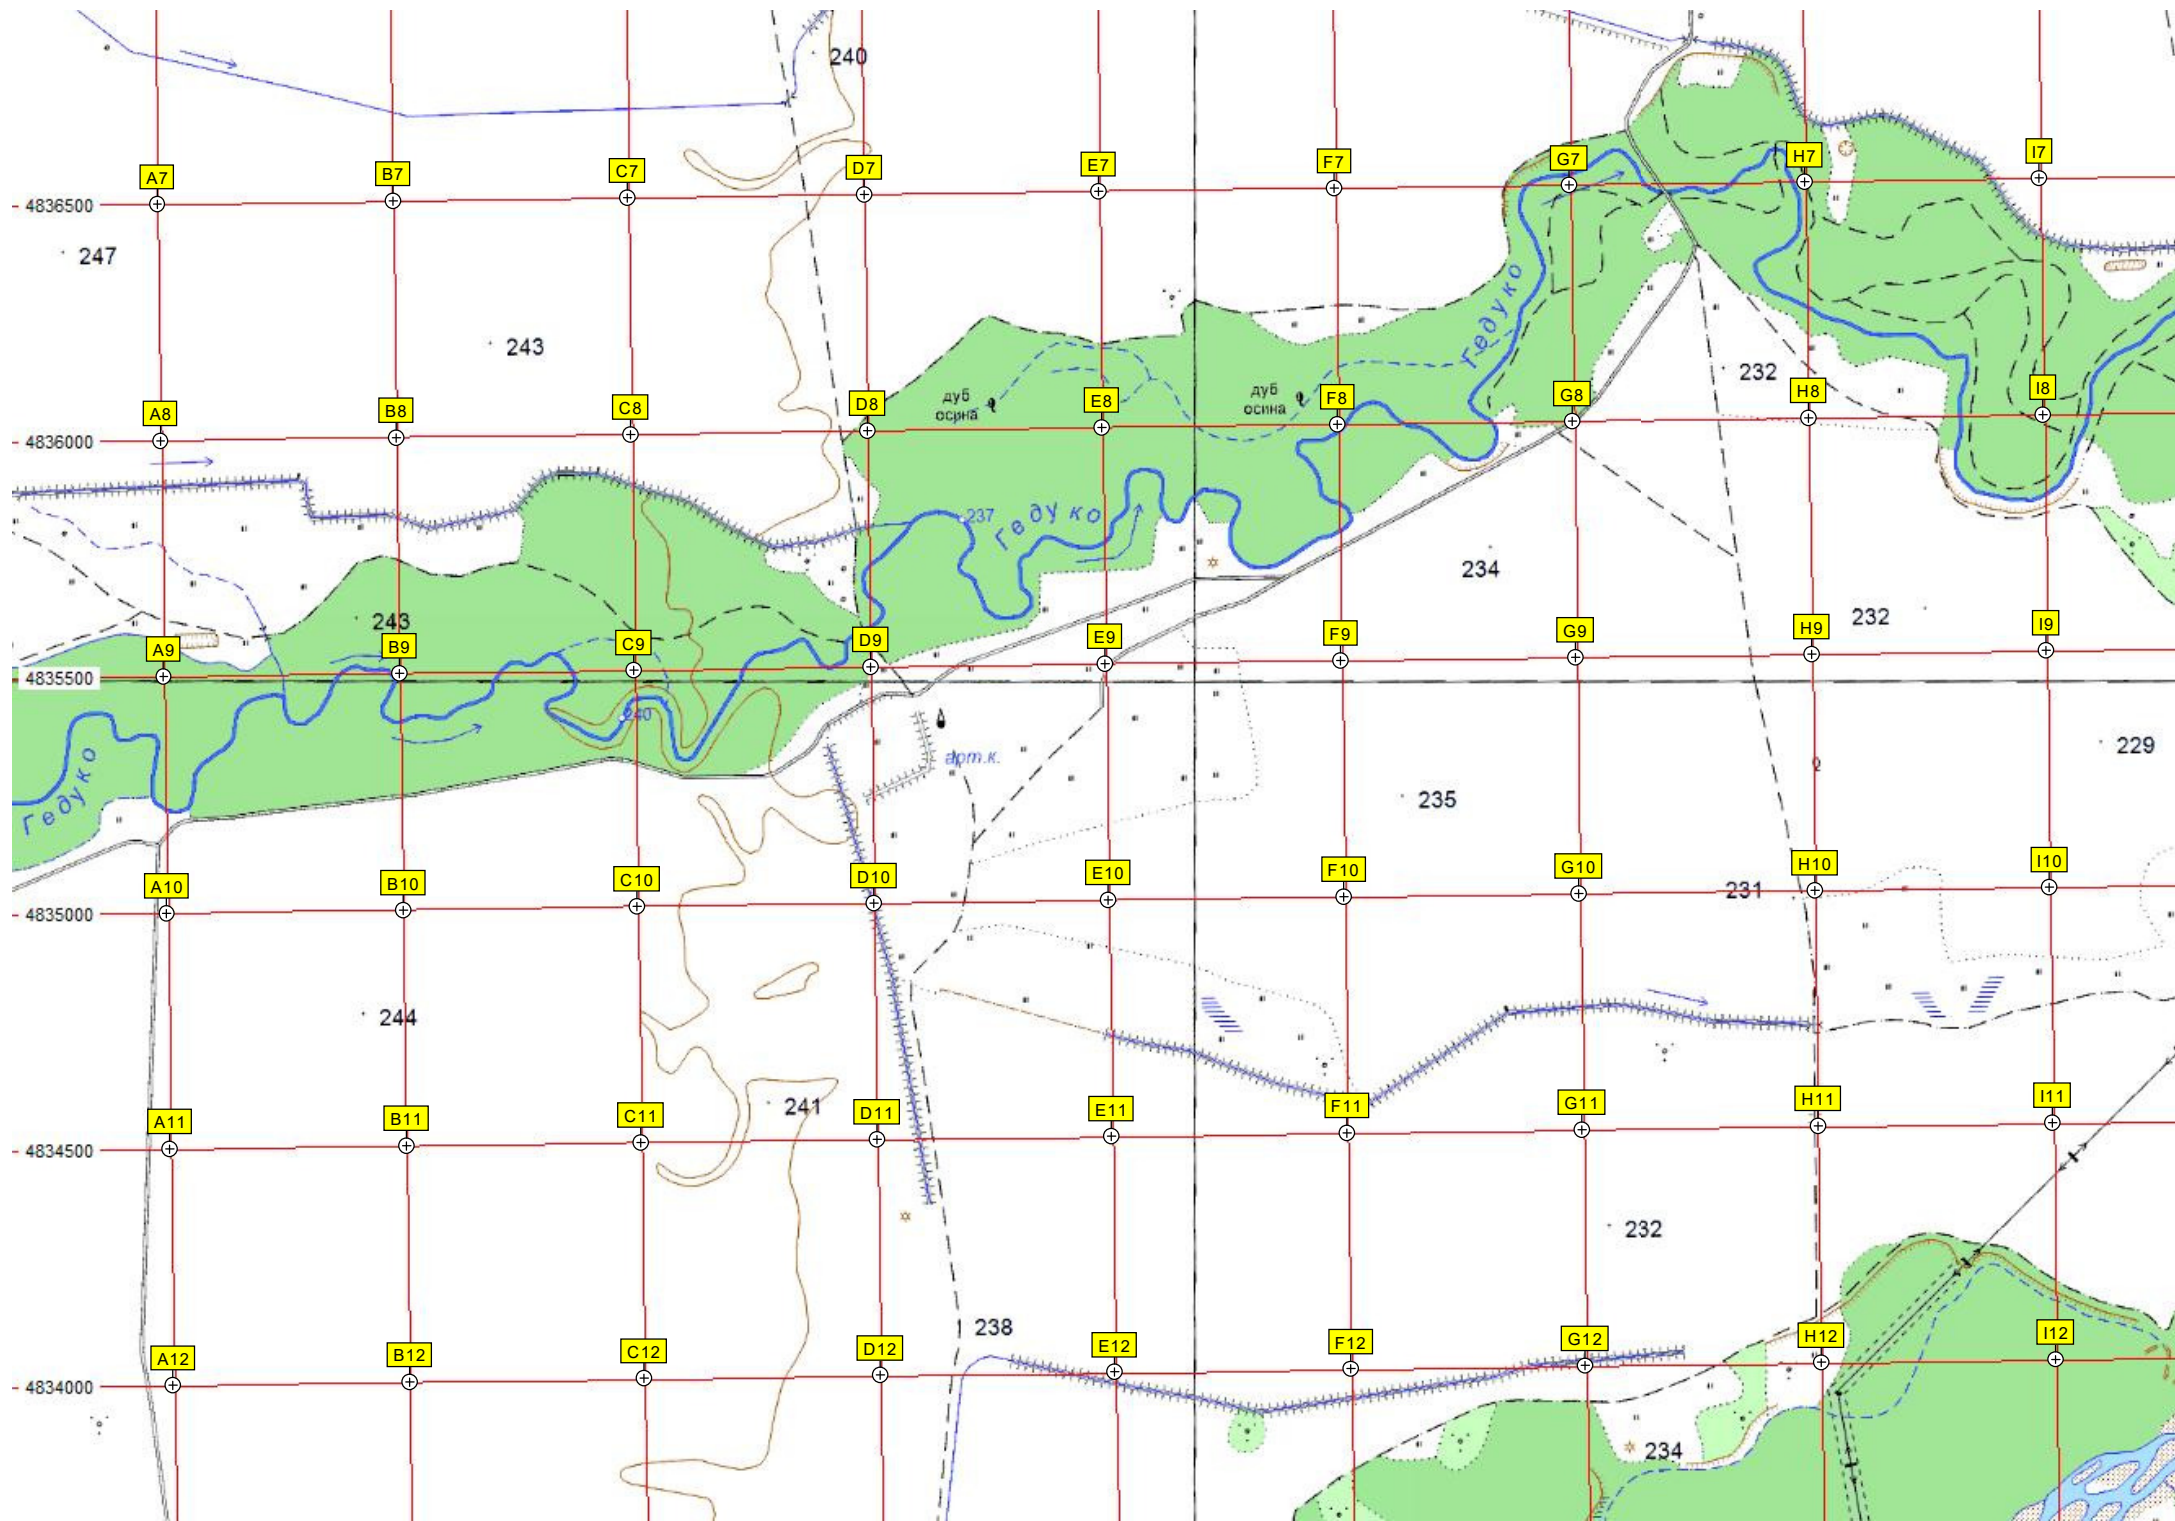 240
A7
B7
C7
D7
E7
F7
G7
H7
I7
4836500
247
243
Гедуко
232
A8
B8
C8
D8
E8
F8
G8
H8
I8
дуб
осина
дуб
осина
4836000
237
Гедуко
234
243
232
A9
B9
C9
D9
E9
F9
G9
H9
I9
4835500
240
арт.к.
229
Гедуко
235
A10
B10
C10
D10
E10
F10
G10
H10
I10
231
4835000
244
241
A11
B11
C11
D11
E11
F11
G11
H11
I11
4834500
232
238
A12
B12
C12
D12
E12
F12
G12
H12
I12
4834000
234